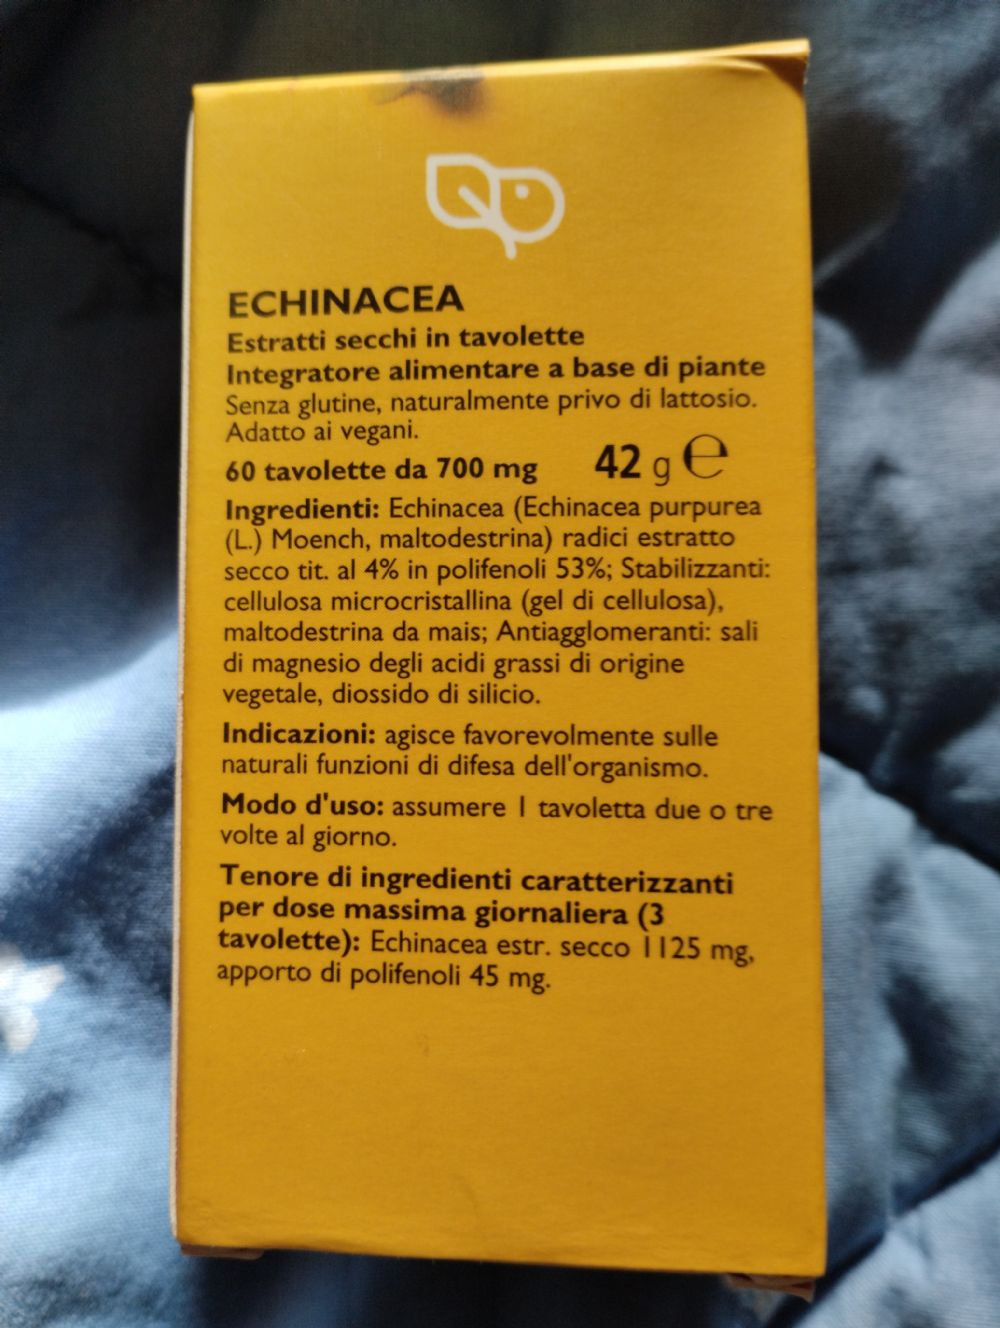 ECHINACEA
Estratti secchi in tavolette
Integratore alimentare a base di piante
Senza glutine, naturalmente privo di lattosio.
Adatto ai vegani.
60 tavolette da 700 mg 42 g ℮
Ingredienti: Echinacea (Echinacea purpurea
(L.) Moench, maltodestrina) radici estratto
secco tit. al 4% in polifenoli 53%; Stabilizzanti:
cellulosa microcristallina (gel di cellulosa),
maltodestrina da mais; Antiagglomeranti: sali
di magnesio degli acidi grassi di origine
vegetale, diossido di silicio.
Indicazioni: agisce favorevolmente sulle
naturali funzioni di difesa dell'organismo.
Modo d'uso: assumere 1 tavoletta due o tre
volte al giorno.
Tenore di ingredienti caratterizzanti
per dose massima giornaliera (3
tavolette): Echinacea estr. secco 1125 mg,
apporto di polifenoli 45 mg.